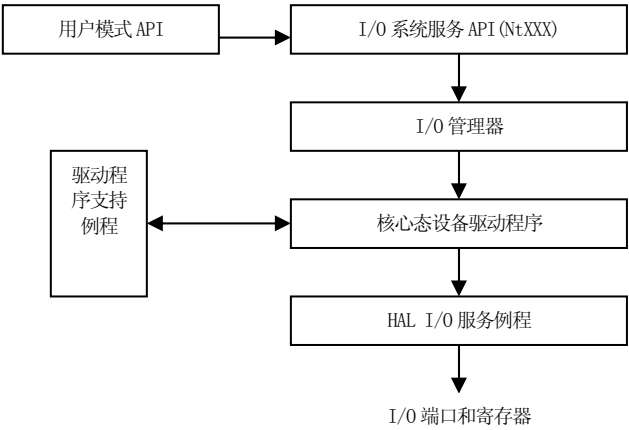 用户模式 API
I/O 系统服务 API(NtXXX)
I/O 管理器
驱动程
序支持
例程
核心态设备驱动程序
HAL I/O 服务例程
I/O 端口和寄存器